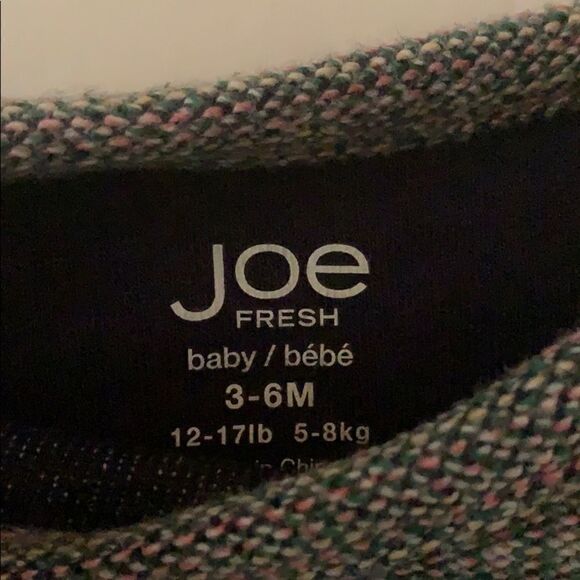 Joe
FRESH
baby / bébé
3-6M
12-17lb 5-8kg